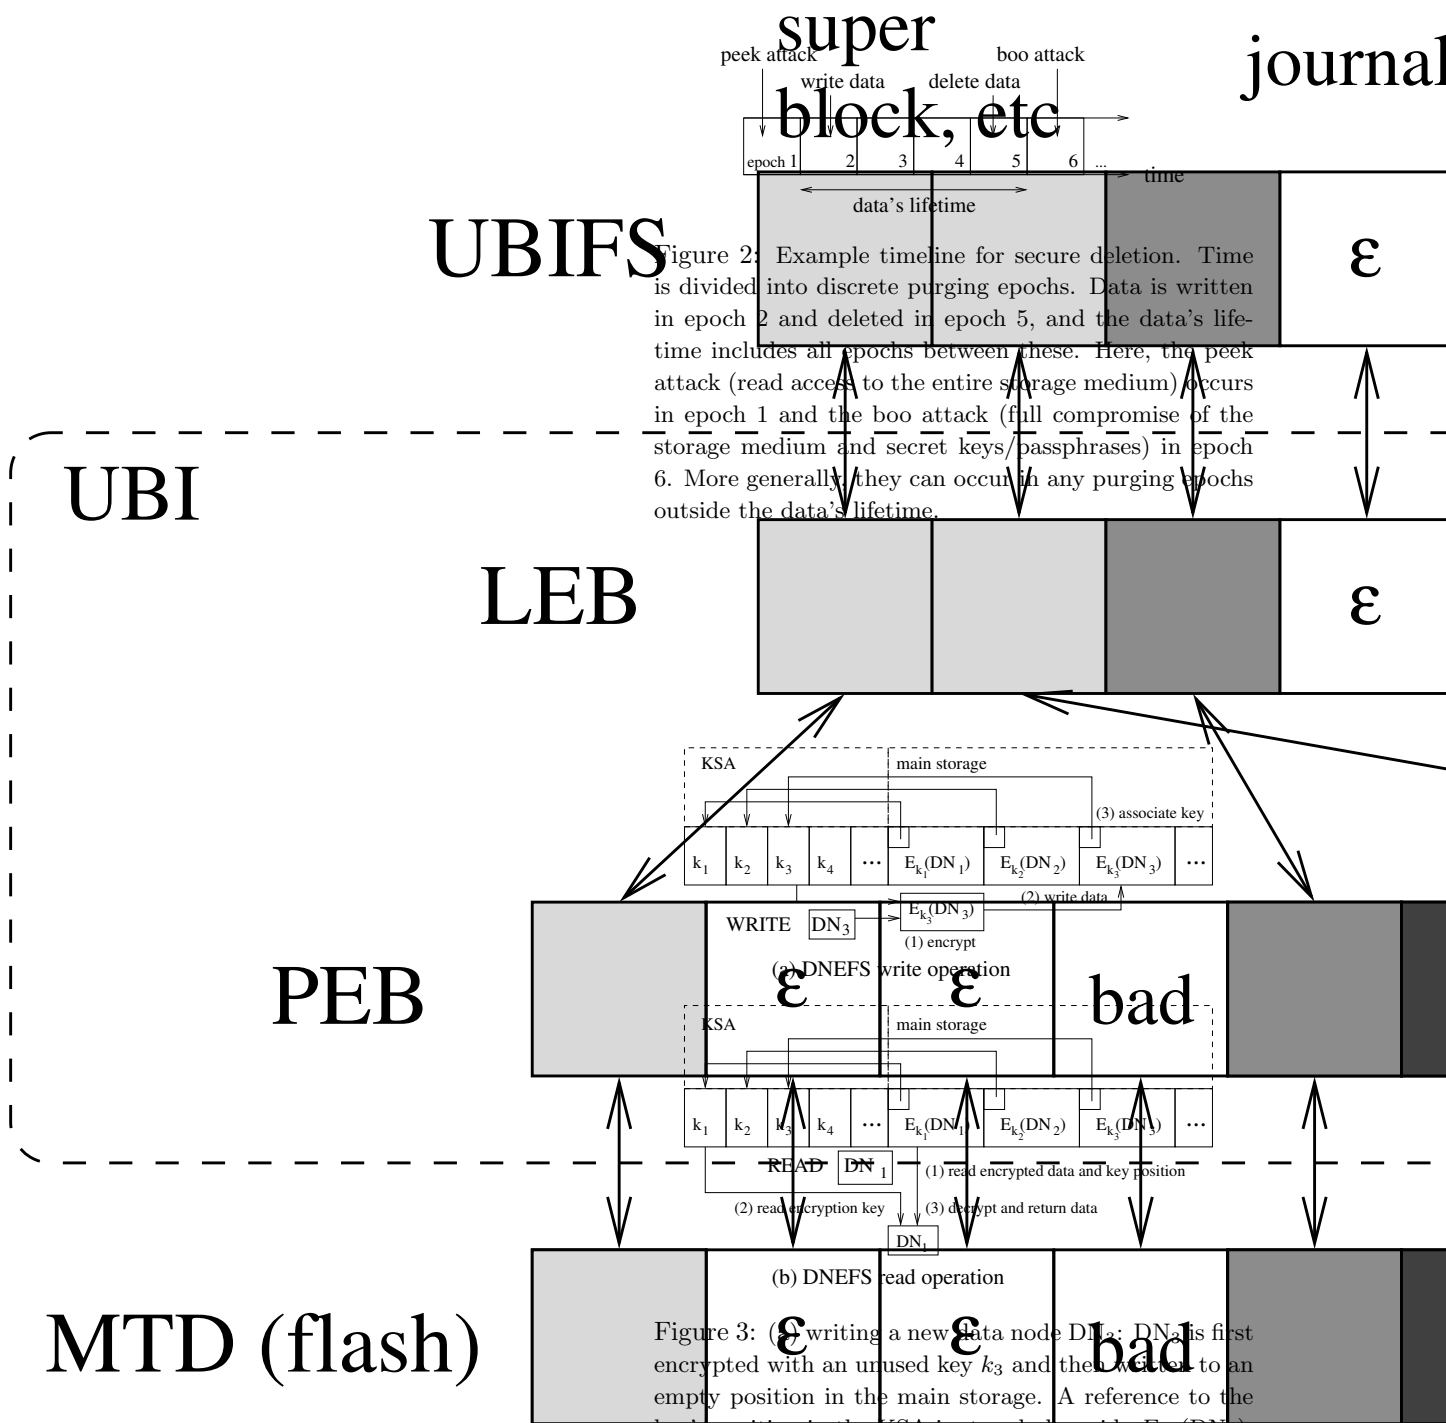 super
peek attack
boo attack
journal
write data
delete data
block, etc
epoch 1 2 3 4 5 6 ...
time
data's lifetime
UBIFS
ε
Figure 2: Example timeline for secure deletion. Time
is divided into discrete purging epochs. Data is written
in epoch 2 and deleted in epoch 5, and the data's life-
time includes all epochs between these. Here, the peek
attack (read access to the entire storage medium) occurs
in epoch 1 and the boo attack (full compromise of the
storage medium and secret keys/passphrases) in epoch
6. More generally, they can occur in any purging epochs
outside the data's lifetime.
UBI
LEB
ε
KSA main storage
(3) associate key
k1 k2 k3 k4 ... Ek1(DN1) Ek2(DN2) Ek3(DN3) ...
(2) write data
WRITE DN3 Ek3(DN3)
(1) encrypt
(a) DNEFS write operation
PEB
ε ε bad
KSA main storage
k1 k2 k3 k4 ... Ek1(DN1) Ek2(DN2) Ek3(DN3) ...
READ DN1 (1) read encrypted data and key position
(2) read encryption key (3) decrypt and return data
DN1
(b) DNEFS read operation
MTD (flash)
ε ε bad
Figure 3: (a) writing a new data node DN3: DN3 is first
encrypted with an unused key k3 and then written to an
empty position in the main storage. A reference to the